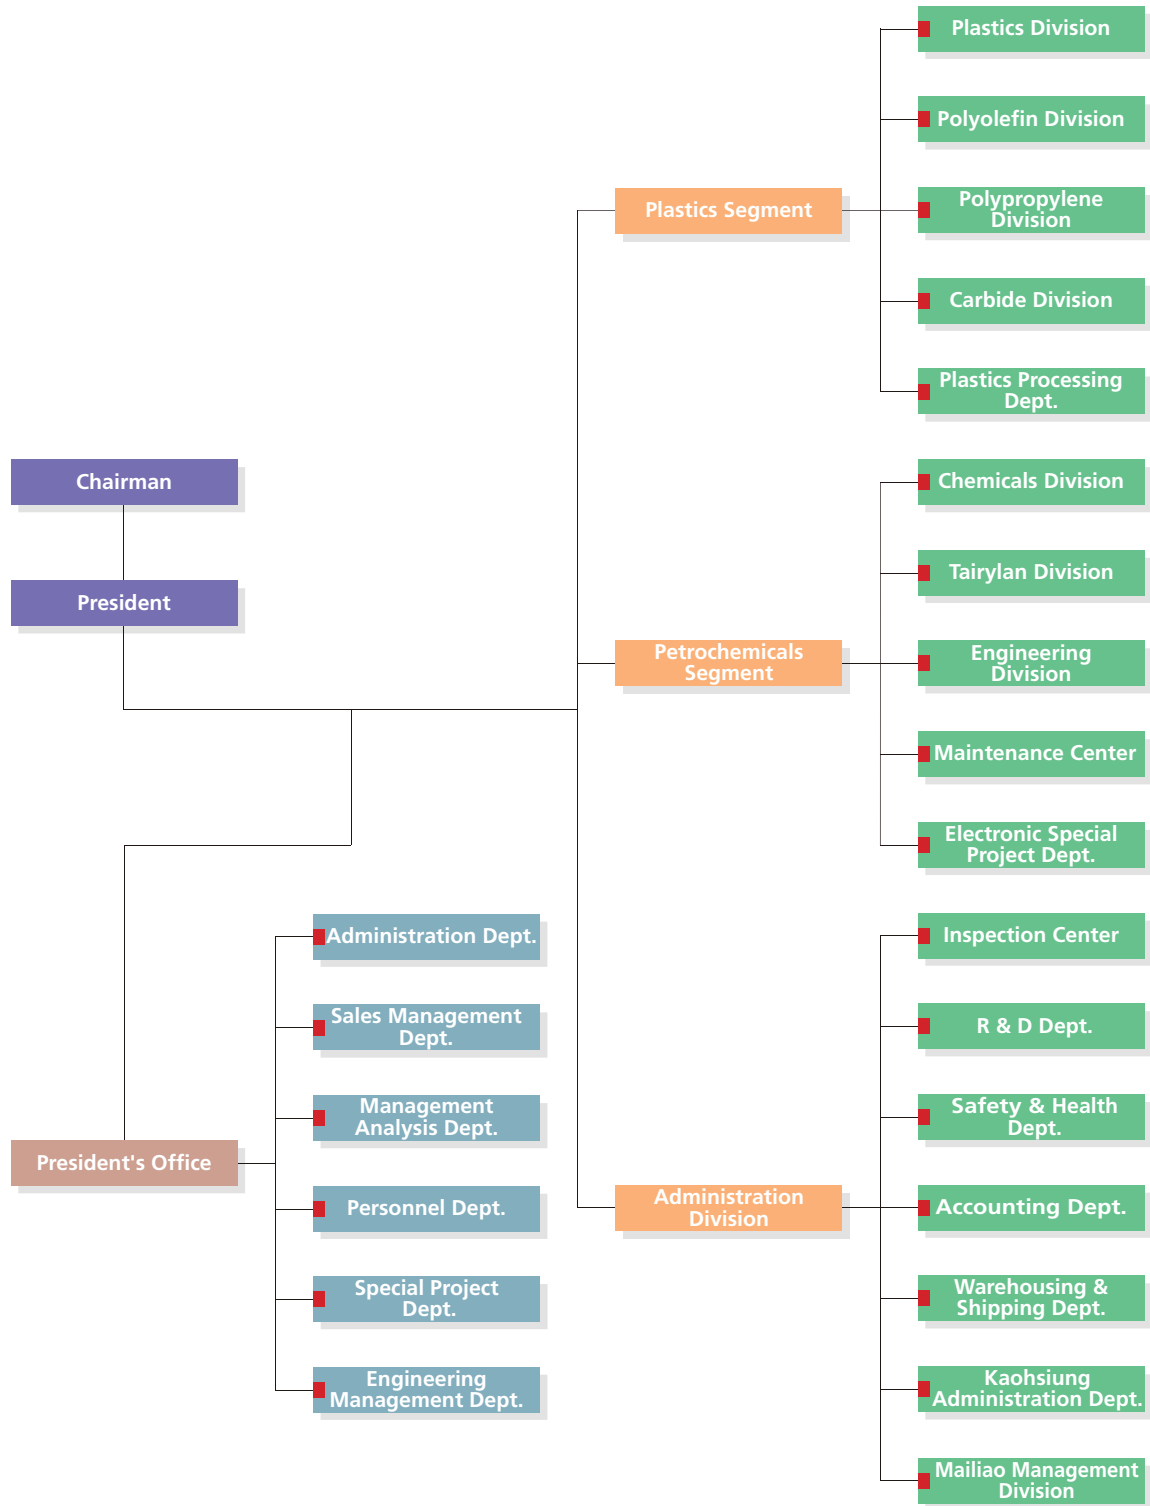 Chairman
President
President's Office
Administration Dept.
Sales Management
Dept.
Management
Analysis Dept.
Personnel Dept.
Special Project
Dept.
Engineering
Management Dept.
Plastics Segment
Plastics Division
Polyolefin Division
Polypropylene
Division
Carbide Division
Plastics Processing
Dept.
Petrochemicals
Segment
Chemicals Division
Tairylan Division
Engineering
Division
Maintenance Center
Electronic Special
Project Dept.
Administration
Division
Inspection Center
R & D Dept.
Safety & Health
Dept.
Accounting Dept.
Warehousing &
Shipping Dept.
Kaohsiung
Administration Dept.
Mailiao Management
Division